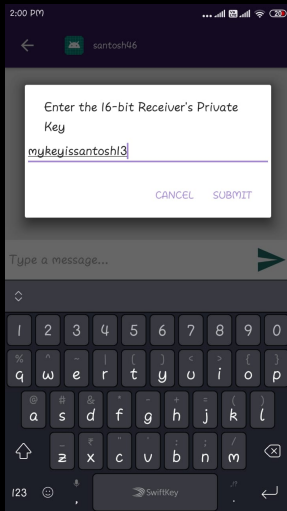 2:00 PM
20
santosh46
Enter the 16-bit Receiver's Private
Key
mykeyissantosh13
CANCEL SUBMIT
Type a message...
1 2 3 4 5 6 7 8 9 0
% ^ ~ | [ ] < > { }
q w e r t y u i o p
@ # & * - + = ( )
a s d f g h j k l
_ ₹ " ' : ; /
z x c v b n m
123 , SwiftKey .